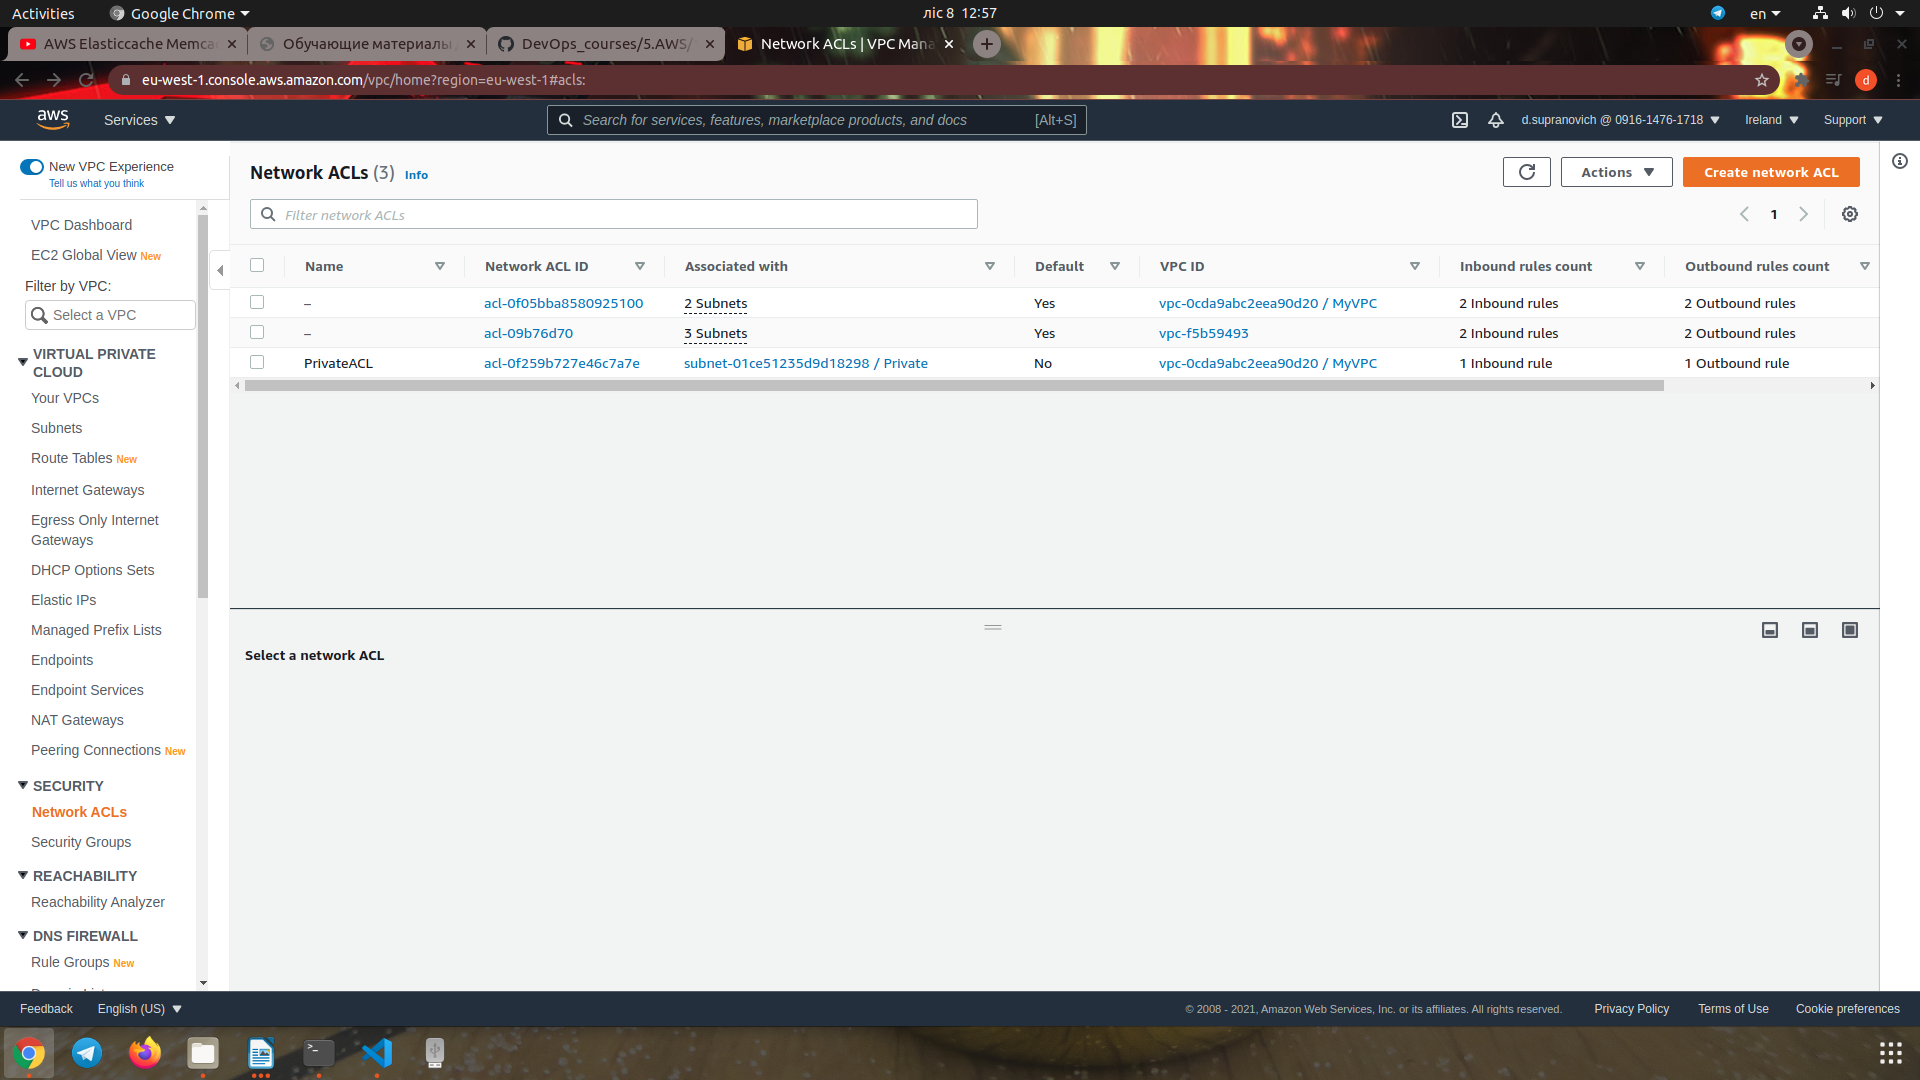 Activities
Google Chrome
ліс 8 12:57
en
AWS Elasticcache Memcac
Обучающие материалы
DevOps_courses/5.AWS/
Network ACLs | VPC Mana
eu-west-1.console.aws.amazon.com/vpc/home?region=eu-west-1#acls:
d
aws
Services
Search for services, features, marketplace products, and docs [Alt+S]
d.supranovich @ 0916-1476-1718
Ireland
Support
New VPC Experience
Tell us what you think
VPC Dashboard
EC2 Global View New
Filter by VPC:
Select a VPC
VIRTUAL PRIVATE
CLOUD
Your VPCs
Subnets
Route Tables New
Internet Gateways
Egress Only Internet
Gateways
DHCP Options Sets
Elastic IPs
Managed Prefix Lists
Endpoints
Endpoint Services
NAT Gateways
Peering Connections New
SECURITY
Network ACLs
Security Groups
REACHABILITY
Reachability Analyzer
DNS FIREWALL
Rule Groups New
Network ACLs (3) Info
Actions
Create network ACL
Filter network ACLs
1
Name Network ACL ID Associated with Default VPC ID Inbound rules count Outbound rules count
– acl-0f05bba8580925100 2 Subnets Yes vpc-0cda9abc2eea90d20 / MyVPC 2 Inbound rules 2 Outbound rules
– acl-09b76d70 3 Subnets Yes vpc-f5b59493 2 Inbound rules 2 Outbound rules
PrivateACL acl-0f259b727e46c7a7e subnet-01ce51235d9d18298 / Private No vpc-0cda9abc2eea90d20 / MyVPC 1 Inbound rule 1 Outbound rule
Select a network ACL
Feedback
English (US)
© 2008 - 2021, Amazon Web Services, Inc. or its affiliates. All rights reserved.
Privacy Policy
Terms of Use
Cookie preferences